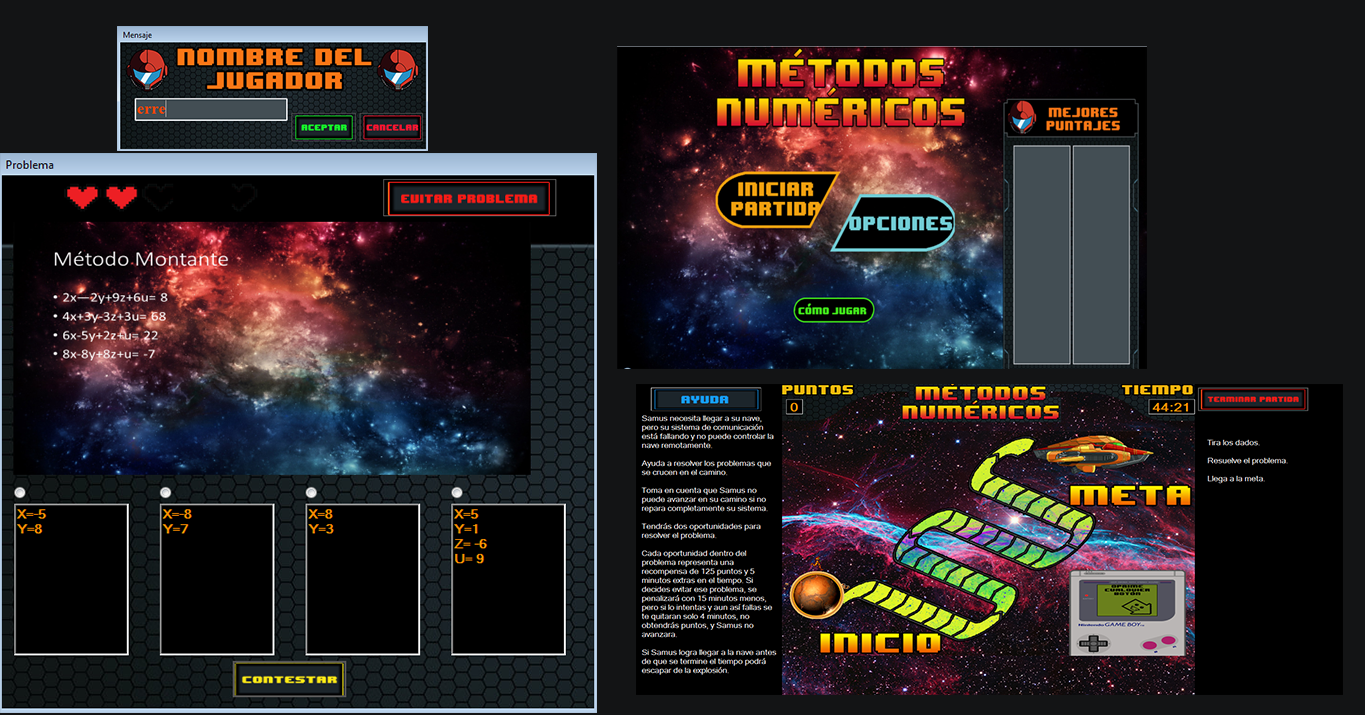 Mensaje
NOMBRE DEL
JUGADOR
erre
ACEPTAR
CANCELAR
Problema
EVITAR PROBLEMA
Método Montante
• 2x—2y+9z+6u= 8
• 4x+3y-3z+3u= 68
• 6x-5y+2z+u= 22
• 8x-8y+8z+u= -7
X=-5
Y=8
X=-8
Y=7
X=8
Y=3
X=5
Y=1
Z= -6
U= 9
CONTESTAR
MÉTODOS
NUMÉRICOS
INICIAR
PARTIDA
OPCIONES
CÓMO JUGAR
MEJORES
PUNTAJES
AYUDA
Samus necesita llegar a su nave,
pero su sistema de comunicación
está fallando y no puede controlar la
nave remotamente.
Ayuda a resolver los problemas que
se crucen en el camino.
Toma en cuenta que Samus no
puede avanzar en su camino si no
repara completamente su sistema.
Tendrás dos oportunidades para
resolver el problema.
Cada oportunidad dentro del
problema representa una
recompensa de 125 puntos y 5
minutos extras en el tiempo. Si
decides evitar ese problema, se
penalizará con 15 minutos menos,
pero si lo intentas y aun así fallas se
te quitaran solo 4 minutos, no
obtendrás puntos, y Samus no
avanzara.
Si Samus logra llegar a la nave antes
de que se termine el tiempo podrá
escapar de la explosión.
PUNTOS
0
MÉTODOS
NUMÉRICOS
TIEMPO
44:21
META
INICIO
OPRIME
CUALQUIER
BOTÓN
Nintendo GAME BOY
TERMINAR PARTIDA
Tira los dados.
Resuelve el problema.
Llega a la meta.